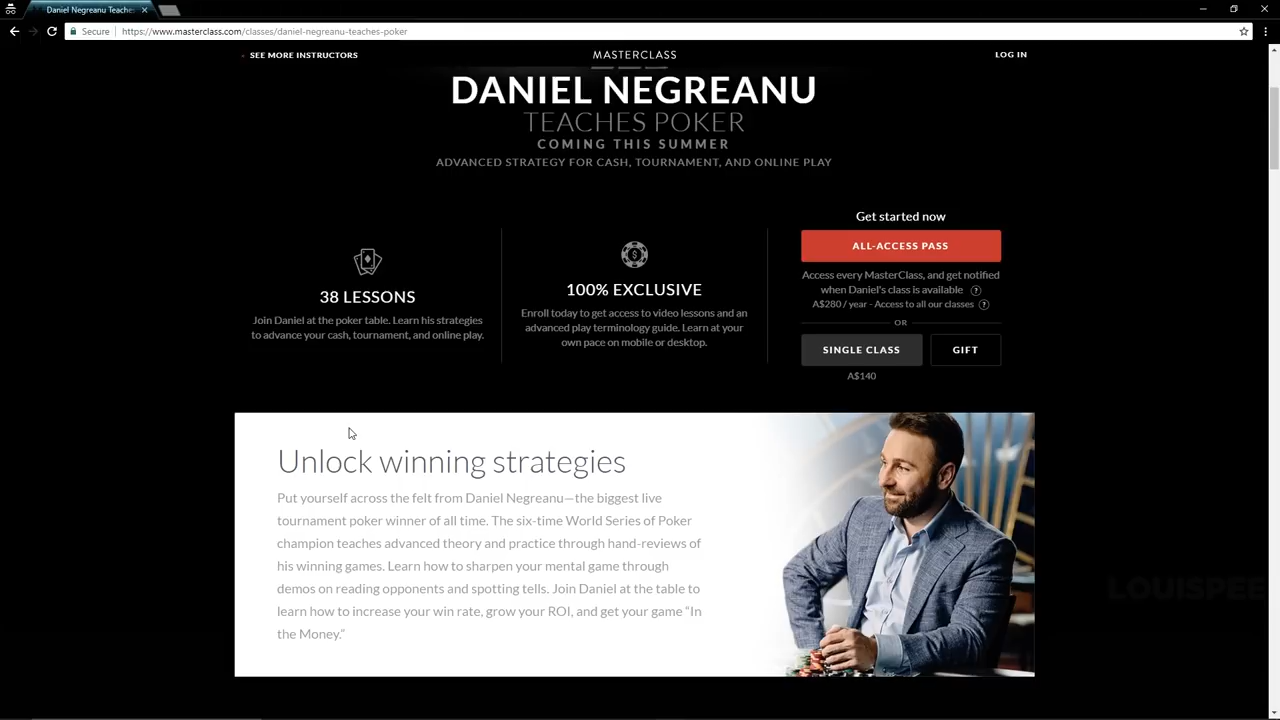 Daniel Negreanu Teache
Secure
https://www.masterclass.com/classes/daniel-negreanu-teaches-poker
SEE MORE INSTRUCTORS
MASTERCLASS
LOG IN
DANIEL NEGREANU
TEACHES POKER
COMING THIS SUMMER
ADVANCED STRATEGY FOR CASH, TOURNAMENT, AND ONLINE PLAY
38 LESSONS
Join Daniel at the poker table. Learn his strategies
to advance your cash, tournament, and online play.
100% EXCLUSIVE
Enroll today to get access to video lessons and an
advanced play terminology guide. Learn at your
own pace on mobile or desktop.
Get started now
ALL-ACCESS PASS
Access every MasterClass, and get notified
when Daniel's class is available ?
A$280 / year - Access to all our classes ?
OR
SINGLE CLASS
GIFT
A$140
Unlock winning strategies
Put yourself across the felt from Daniel Negreanu—the biggest live
tournament poker winner of all time. The six-time World Series of Poker
champion teaches advanced theory and practice through hand-reviews of
his winning games. Learn how to sharpen your mental game through
demos on reading opponents and spotting tells. Join Daniel at the table to
learn how to increase your win rate, grow your ROI, and get your game “In
the Money.”
LOUISPEE